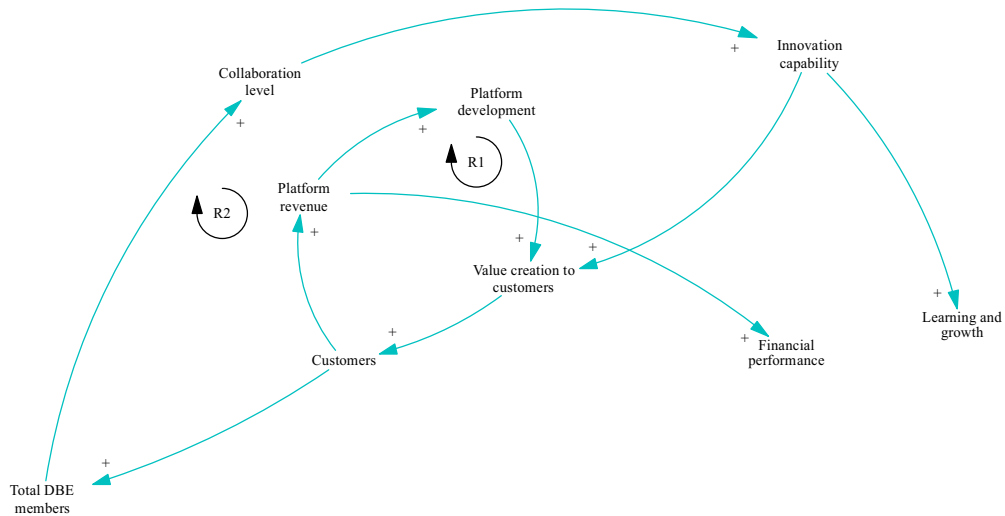 +
Innovation
capability
Collaboration
level
+
Platform
development
+
R1
Platform
revenue
R2
+
+
+
Value creation to
customers
+
Learning and
growth
+
Customers
+
Financial
performance
+
Total DBE
members